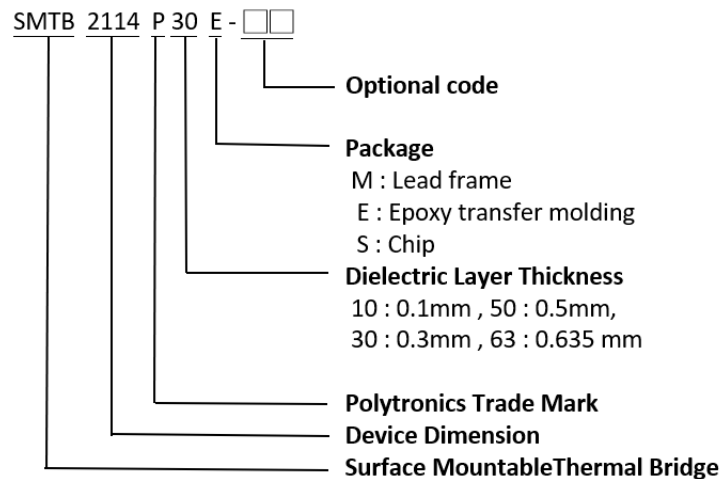 SMTB 2114 P 30 E - □□
Optional code
Package
M : Lead frame
E : Epoxy transfer molding
S : Chip
Dielectric Layer Thickness
10 : 0.1mm , 50 : 0.5mm,
30 : 0.3mm , 63 : 0.635 mm
Polytronics Trade Mark
Device Dimension
Surface MountableThermal Bridge